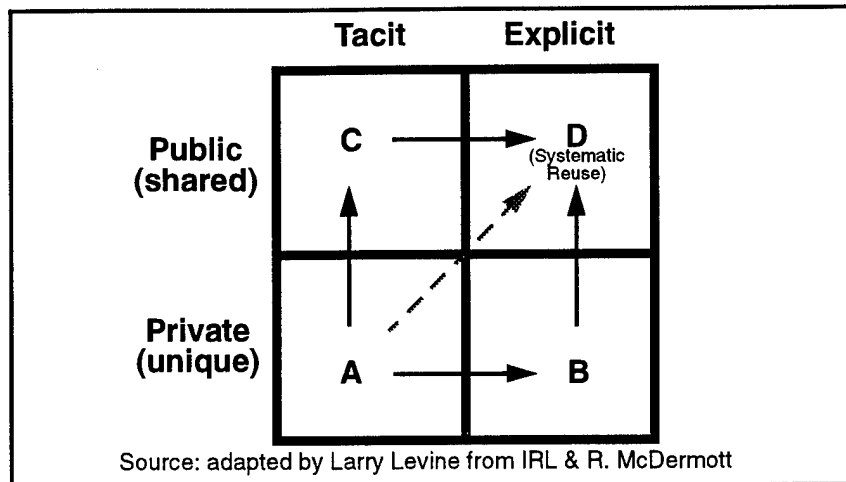 Tacit Explicit
Public
(shared)
C D
(Systematic
Reuse)
Private
(unique)
A B
Source: adapted by Larry Levine from IRL & R. McDermott